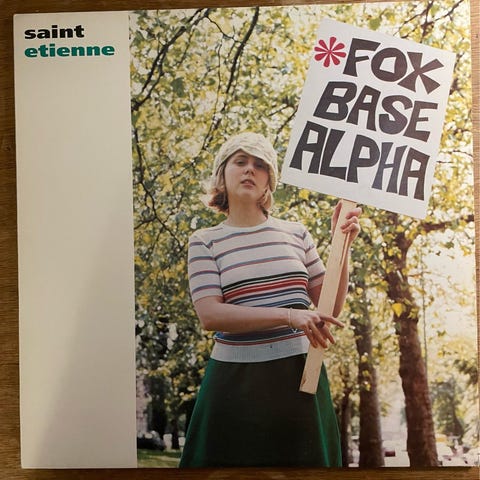 saint
etienne
*FOX
BASE
ALPHA